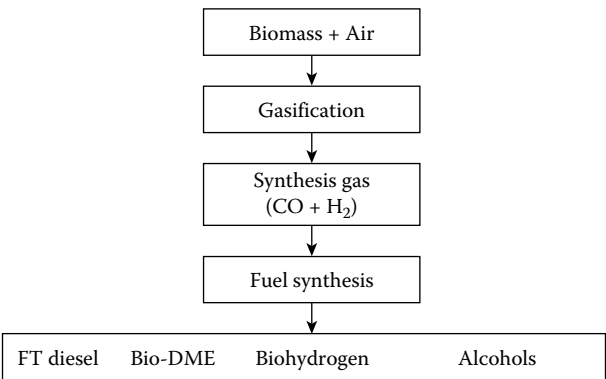 Biomass + Air
Gasification
Synthesis gas
(CO + H₂)
Fuel synthesis
FT diesel Bio-DME Biohydrogen Alcohols